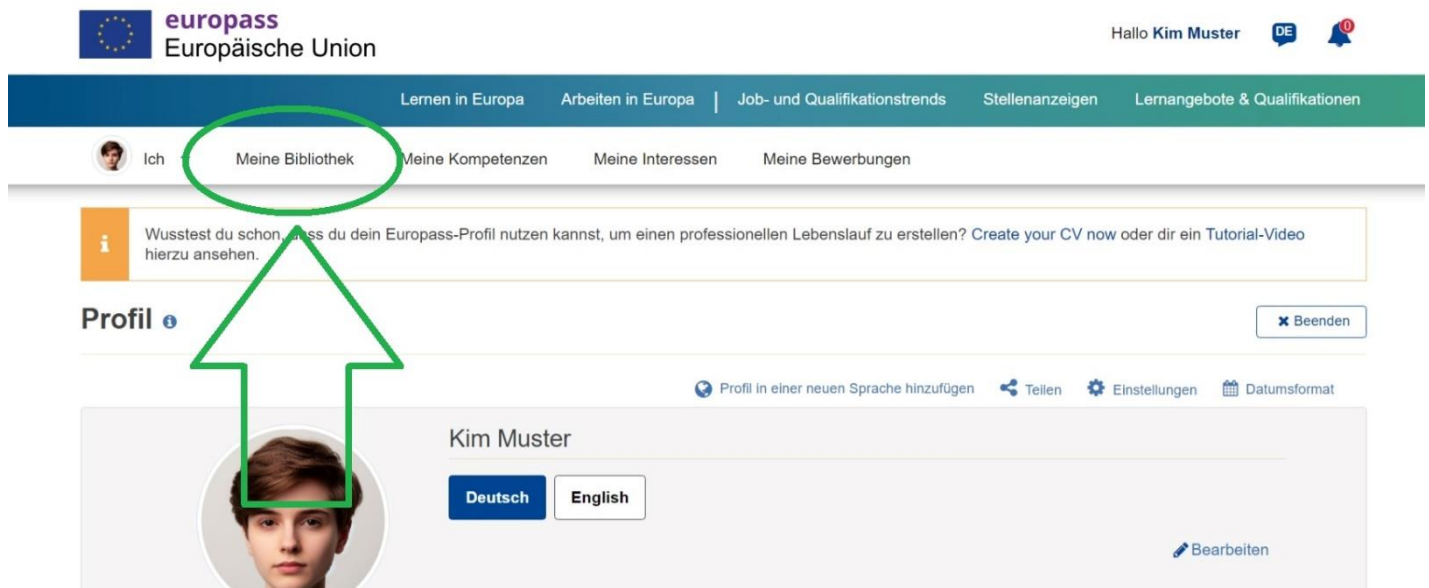 europass
Europäische Union
Hallo Kim Muster
DE
0
Lernen in Europa Arbeiten in Europa | Job- und Qualifikationstrends Stellenanzeigen Lernangebote & Qualifikationen
Ich Meine Bibliothek Meine Kompetenzen Meine Interessen Meine Bewerbungen
i Wusstest du schon, dass du dein Europass-Profil nutzen kannst, um einen professionellen Lebenslauf zu erstellen? Create your CV now oder dir ein Tutorial-Video
hierzu ansehen.
Profil i
Beenden
Profil in einer neuen Sprache hinzufügen Teilen Einstellungen Datumsformat
Kim Muster
Deutsch English
Bearbeiten